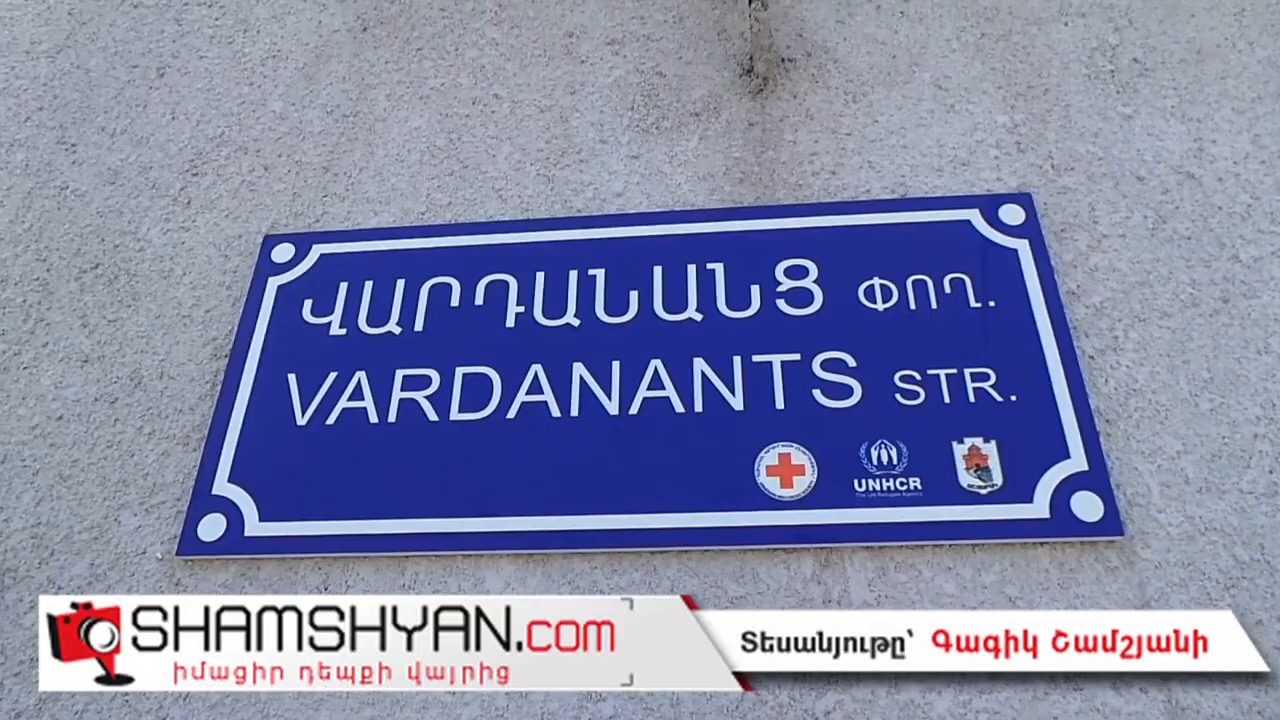 ՎԱՐԴԱՆԱՆՑ ՓՈՂ.
VARDANANTS STR.
UNHCR
The UN Refugee Agency
SHAMSHYAN.com
իմացիր դեպքի վայրից
Տեսանյութը՝ Գագիկ Շամշյանի